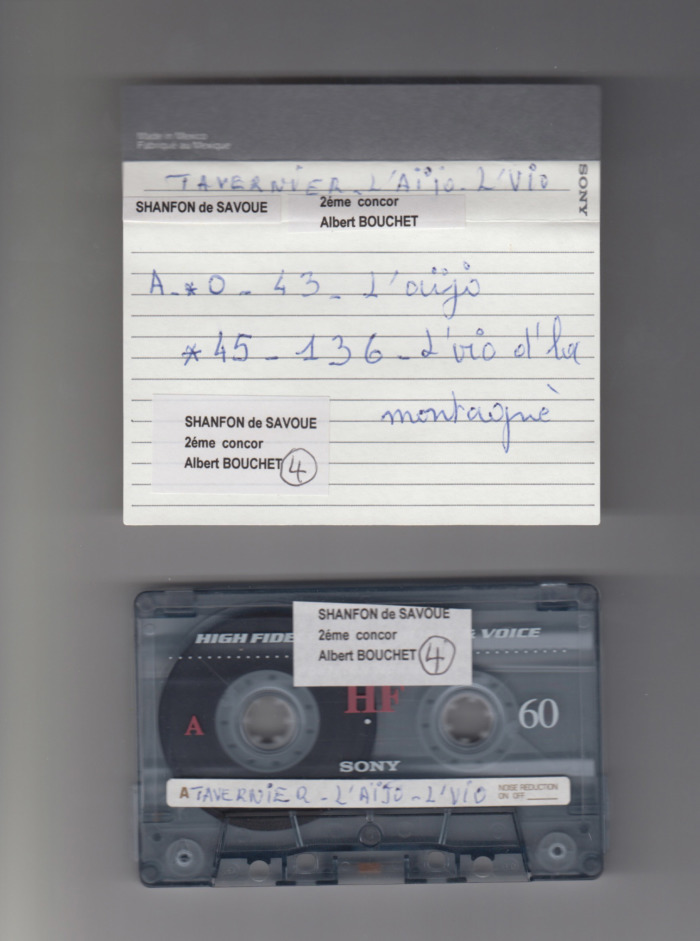 Made in Mexico
Fabriqué au Mexique
TAVERNIER - L'AÏJO - L'VIO
SONY
SHANFON de SAVOUE
2éme concor
Albert BOUCHET
A - * 0 - 43 - L'aïjo
* 45 - 136 - L'vio d'la
montagnè
SHANFON de SAVOUE
2éme concor
Albert BOUCHET 4
SHANFON de SAVOUE
2éme concor
Albert BOUCHET 4
HIGH FIDE
& VOICE
HF
A
60
SONY
A TAVERNIER - L'AÏJO - L'VIO
NOISE REDUCTION
ON OFF